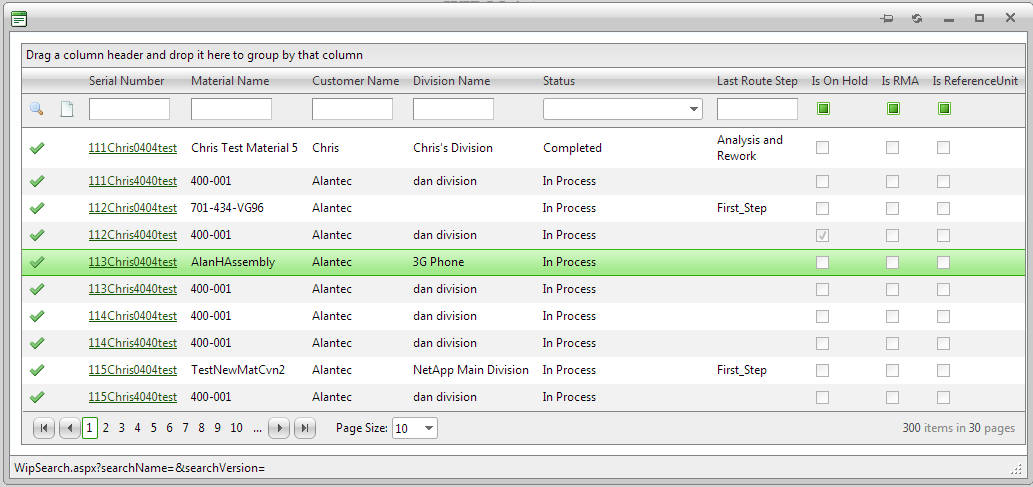 Drag a column header and drop it here to group by that column
Serial Number Material Name Customer Name Division Name Status Last Route Step Is On Hold Is RMA Is ReferenceUnit
111Chris0404test Chris Test Material 5 Chris Chris's Division Completed Analysis and Rework
111Chris4040test 400-001 Alantec dan division In Process
112Chris0404test 701-434-VG96 Alantec In Process First_Step
112Chris4040test 400-001 Alantec dan division In Process
113Chris0404test AlanHAssembly Alantec 3G Phone In Process
113Chris4040test 400-001 Alantec dan division In Process
114Chris0404test 400-001 Alantec dan division In Process
114Chris4040test 400-001 Alantec dan division In Process
115Chris0404test TestNewMatCvn2 Alantec NetApp Main Division In Process First_Step
115Chris4040test 400-001 Alantec dan division In Process
1 2 3 4 5 6 7 8 9 10 ... Page Size: 10 300 items in 30 pages
WipSearch.aspx?searchName=&searchVersion=